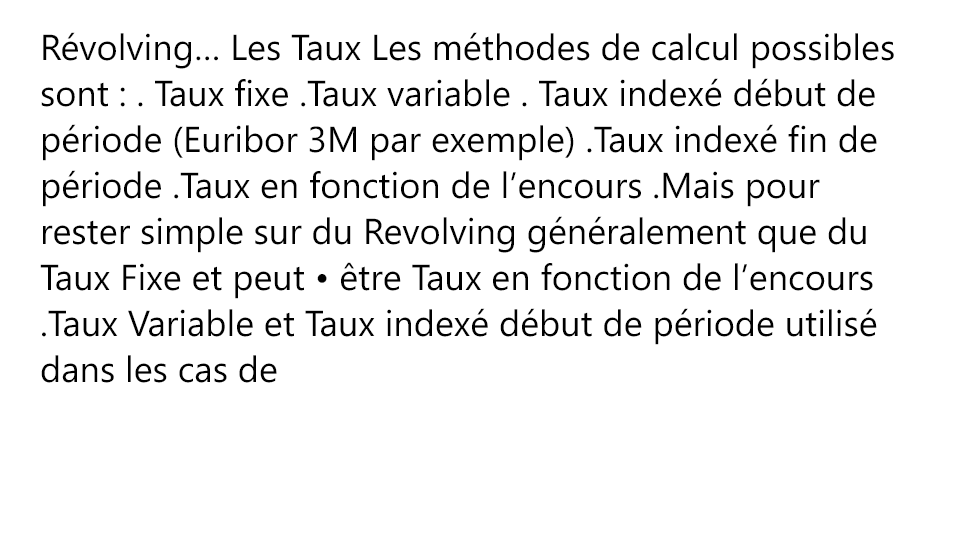 Révolving... Les Taux Les méthodes de calcul possibles
sont : . Taux fixe .Taux variable . Taux indexé début de
période (Euribor 3M par exemple) .Taux indexé fin de
période .Taux en fonction de l’encours .Mais pour
rester simple sur du Revolving généralement que du
Taux Fixe et peut • être Taux en fonction de l’encours
.Taux Variable et Taux indexé début de période utilisé
dans les cas de